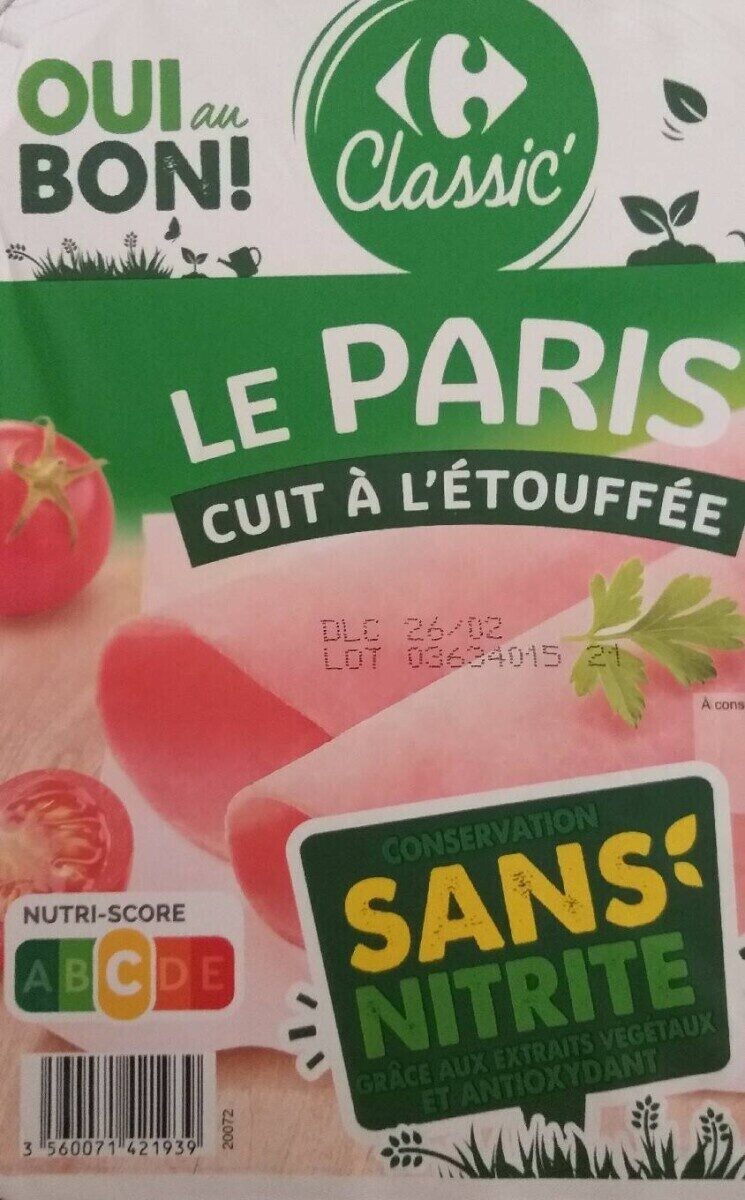 OUI au
BON!
Classic'
LE PARIS
CUIT À L'ÉTOUFFÉE
DLC 26/02
LOT 03634015 21
À cons
CONSERVATION
SANS
NITRITE
GRÂCE AUX EXTRAITS VÉGÉTAUX
ET ANTIOXYDANT
NUTRI-SCORE
A B C D E
3 560071 421939
20072